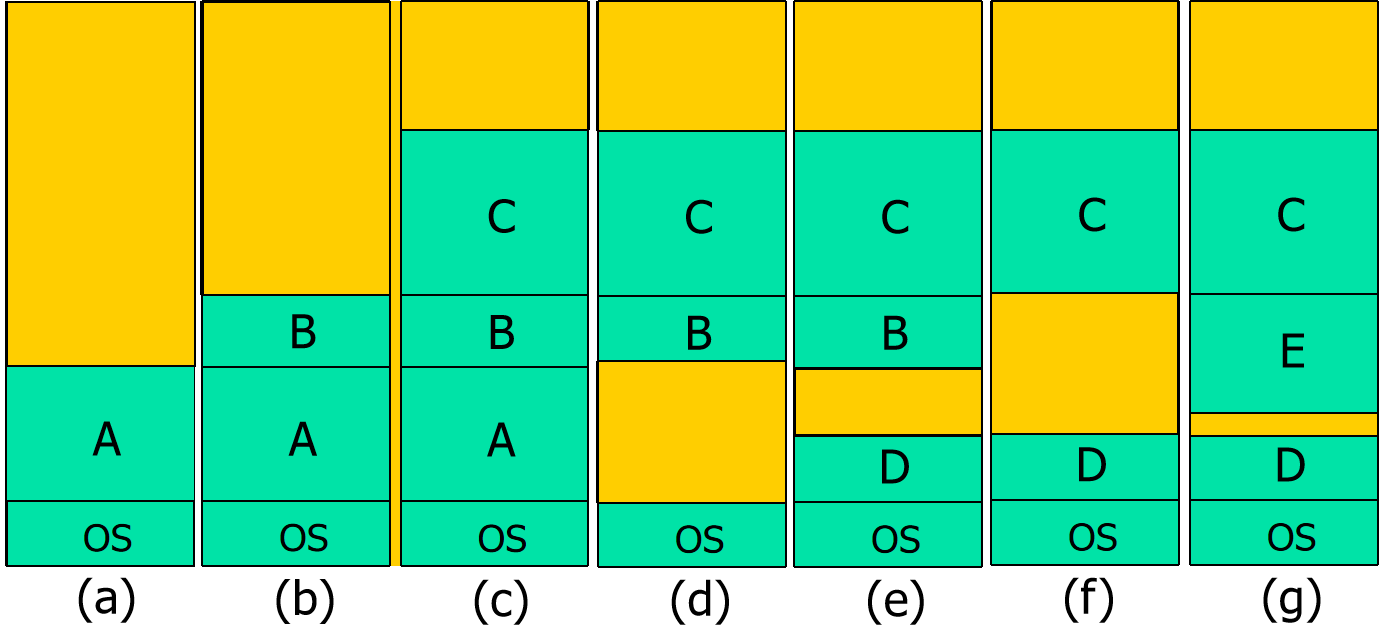 C C C C C
B B B B E
A A A D D D
OS OS OS OS OS OS OS
(a) (b) (c) (d) (e) (f) (g)